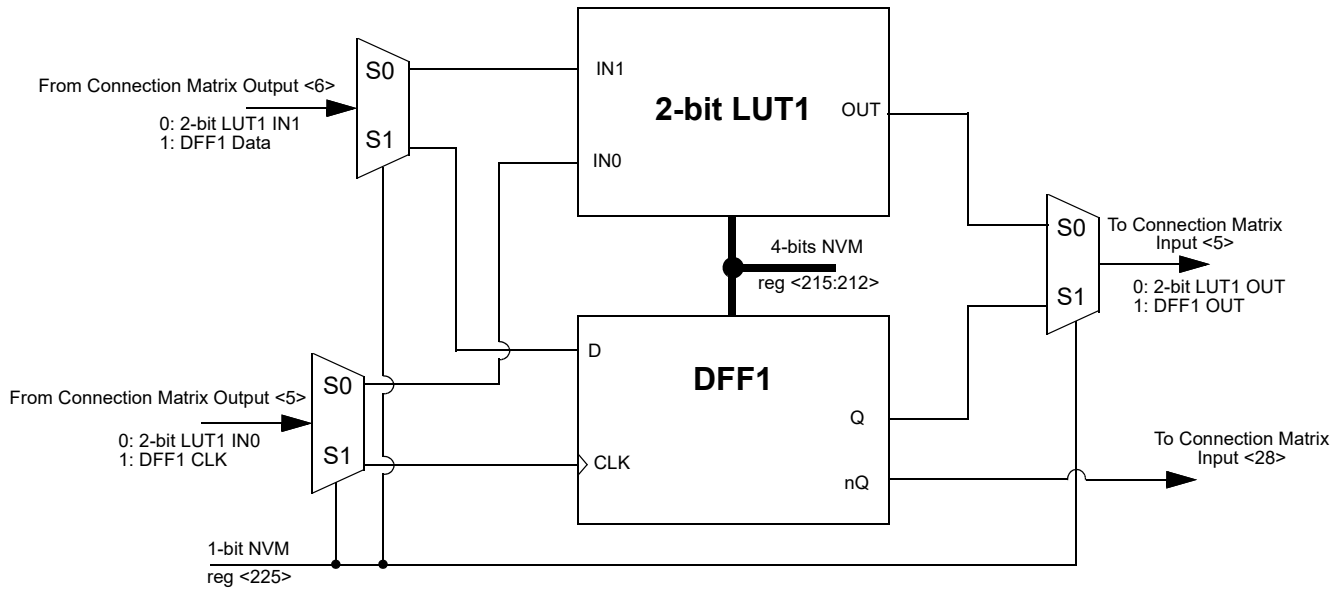 From Connection Matrix Output <6>
0: 2-bit LUT1 IN1
1: DFF1 Data
S0
S1
IN1
IN0
2-bit LUT1
OUT
4-bits NVM
reg <215:212>
S0
S1
To Connection Matrix
Input <5>
0: 2-bit LUT1 OUT
1: DFF1 OUT
From Connection Matrix Output <5>
0: 2-bit LUT1 IN0
1: DFF1 CLK
S0
S1
D
CLK
DFF1
Q
nQ
To Connection Matrix
Input <28>
1-bit NVM
reg <225>